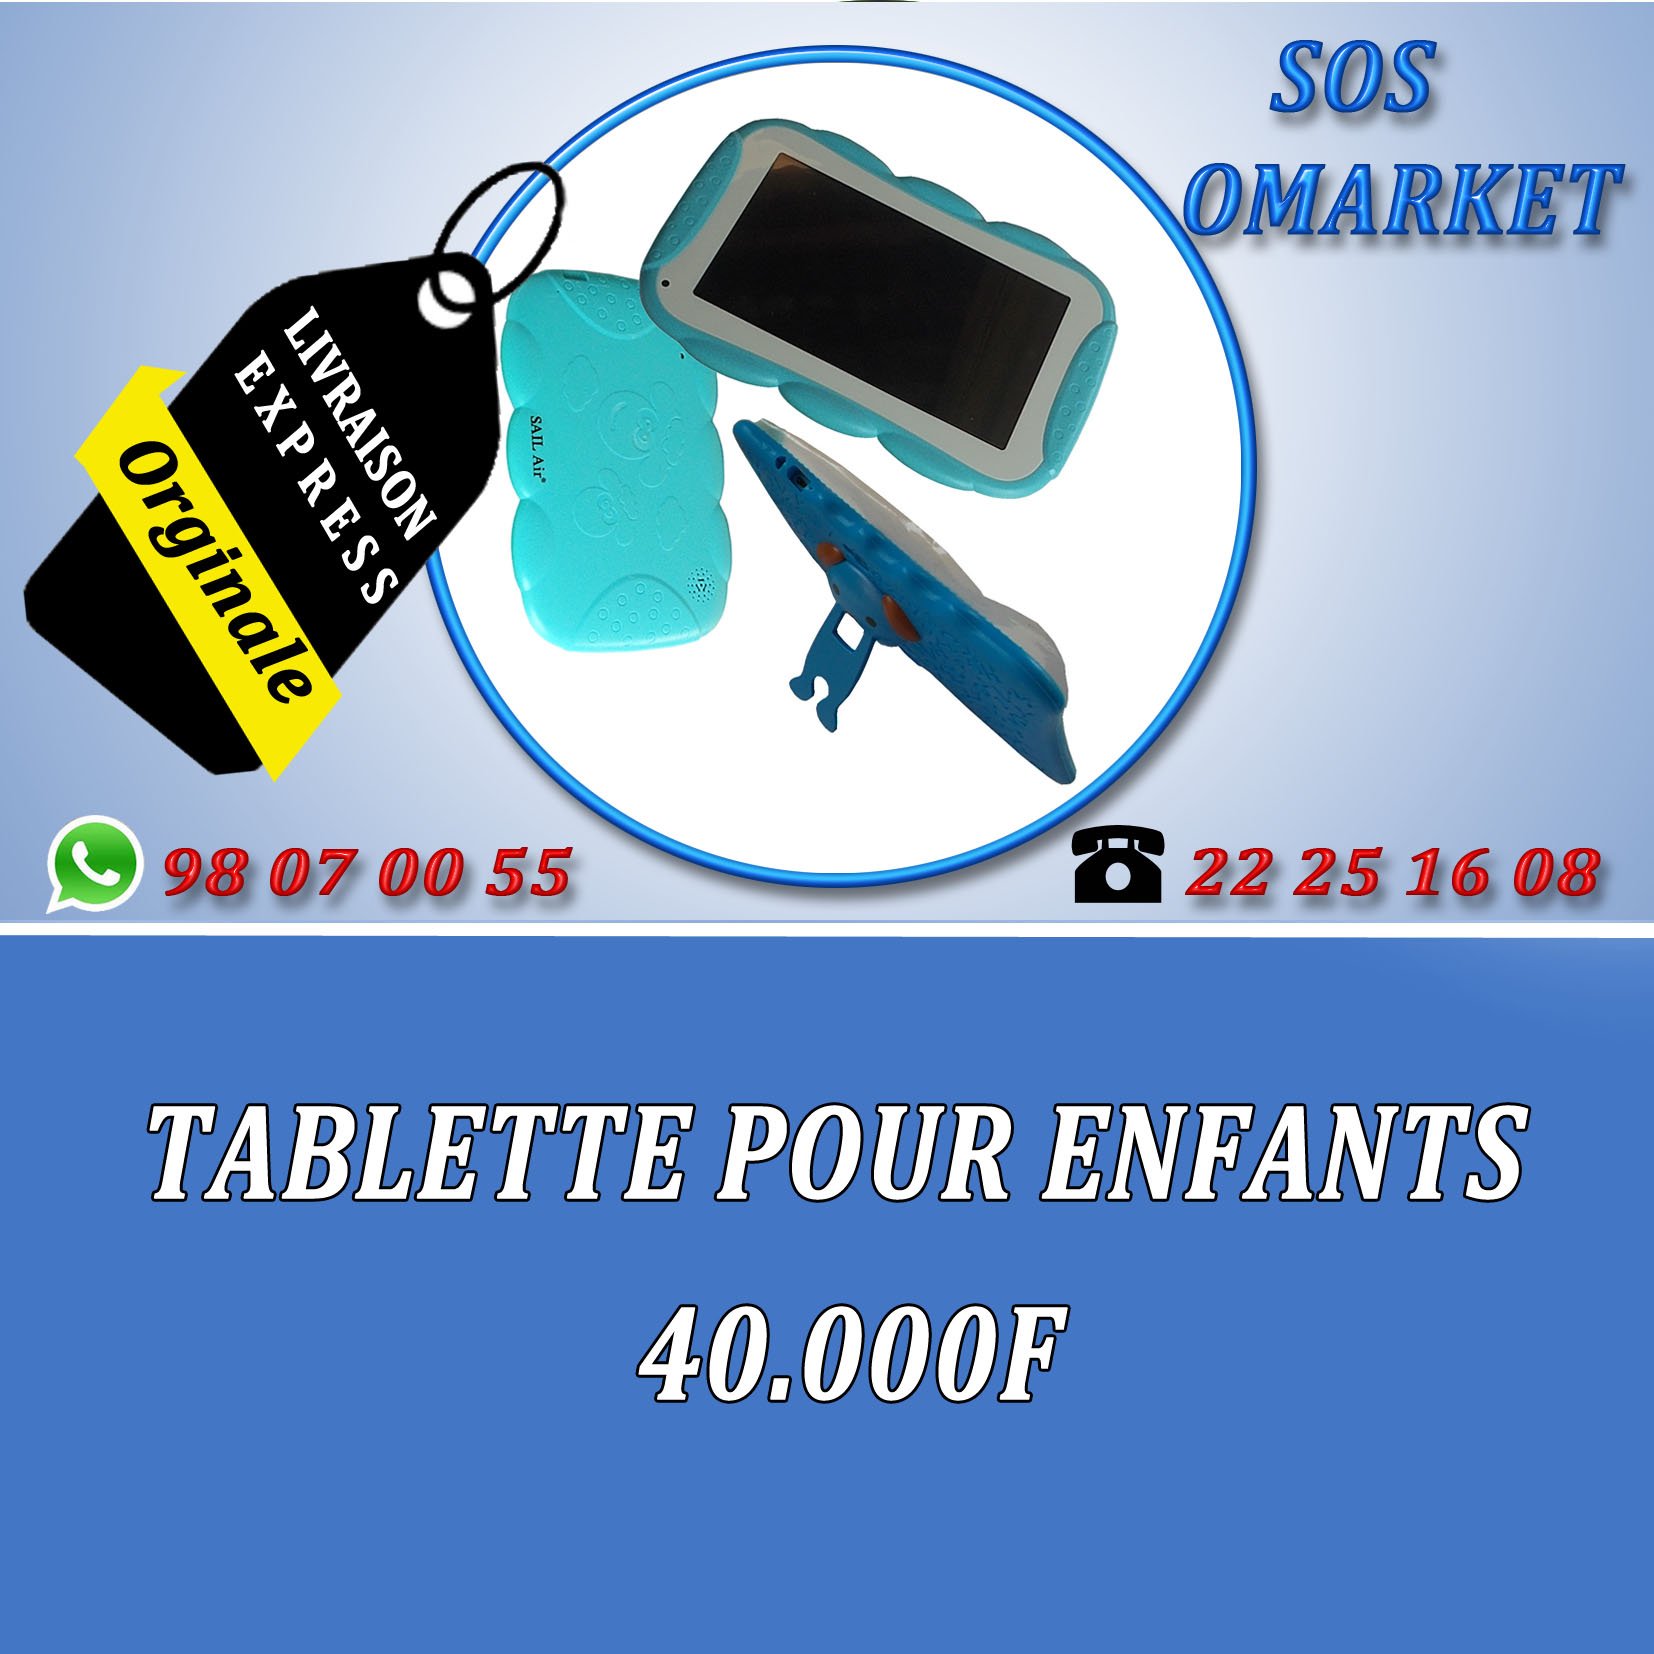 SOS
OMARKET
LIVRAISON
EXPRESS
Orginale
SAIL Air®
98 07 00 55
22 25 16 08
TABLETTE POUR ENFANTS
40.000F